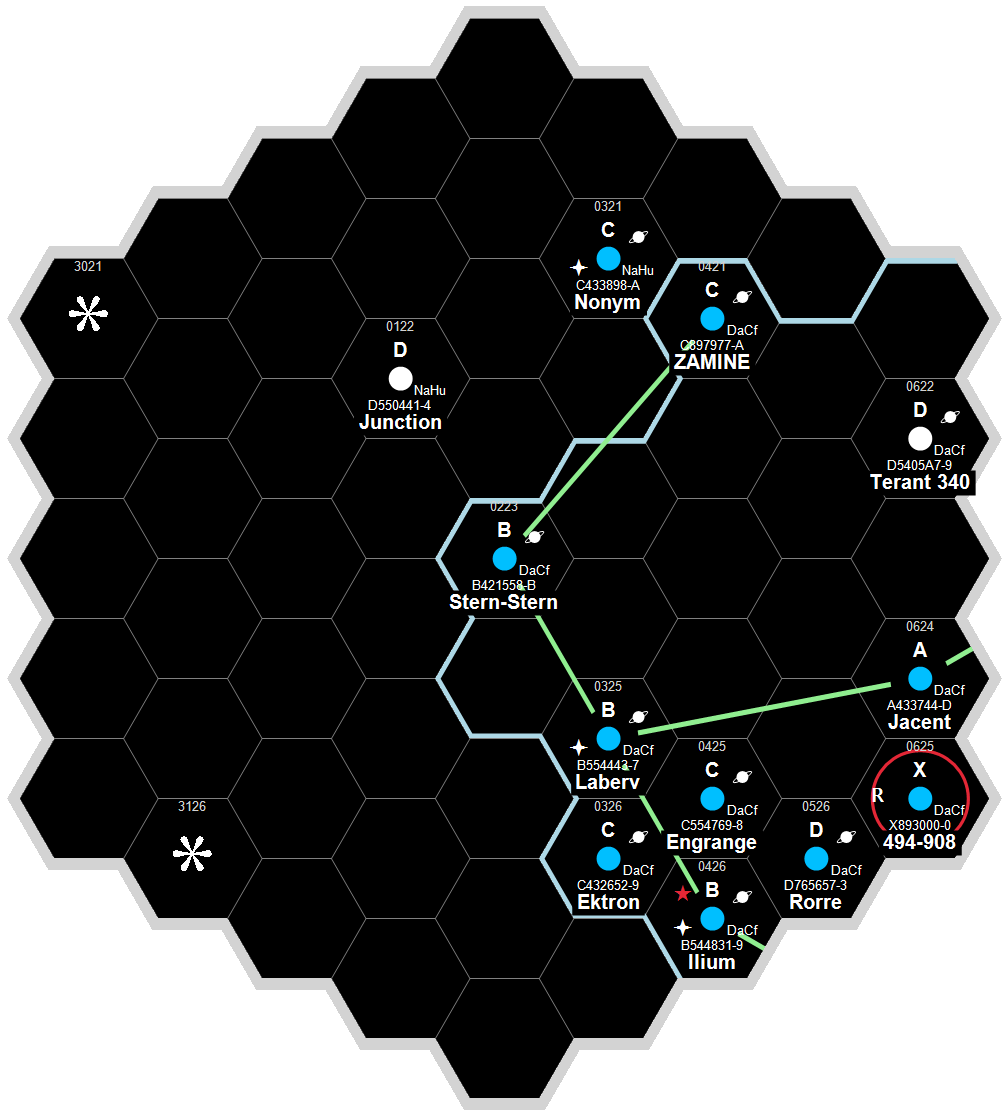 0321
C
NaHu
C433898-A
Nonym
3021
0421
C
DaCf
C897977-A
ZAMINE
0122
D
NaHu
D550441-4
Junction
0622
D
DaCf
D5405A7-9
Terant 340
0223
B
DaCf
B421558-B
Stern-Stern
0624
A
DaCf
A433744-D
Jacent
0325
B
DaCf
B554443-7
Laberv
0425
C
DaCf
C554769-8
Engrange
0625
X
R
DaCf
X893000-0
494-908
3126
0326
C
DaCf
C432652-9
Ektron
0526
D
DaCf
D765657-3
Rorre
0426
B
DaCf
B544831-9
Ilium